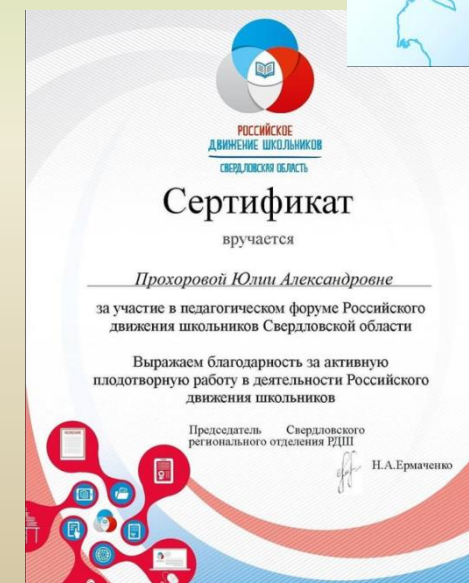 РОССИЙСКОЕ
ДВИЖЕНИЕ ШКОЛЬНИКОВ
СВЕРДЛОВСКАЯ ОБЛАСТЬ
Сертификат
вручается
Прохоровой Юлии Александровне
за участие в педагогическом форуме Российского
движения школьников Свердловской области
Выражаем благодарность за активную
плодотворную работу в деятельности Российского
движения школьников
Председатель Свердловского
регионального отделения РДШ
Н.А.Ермаченко